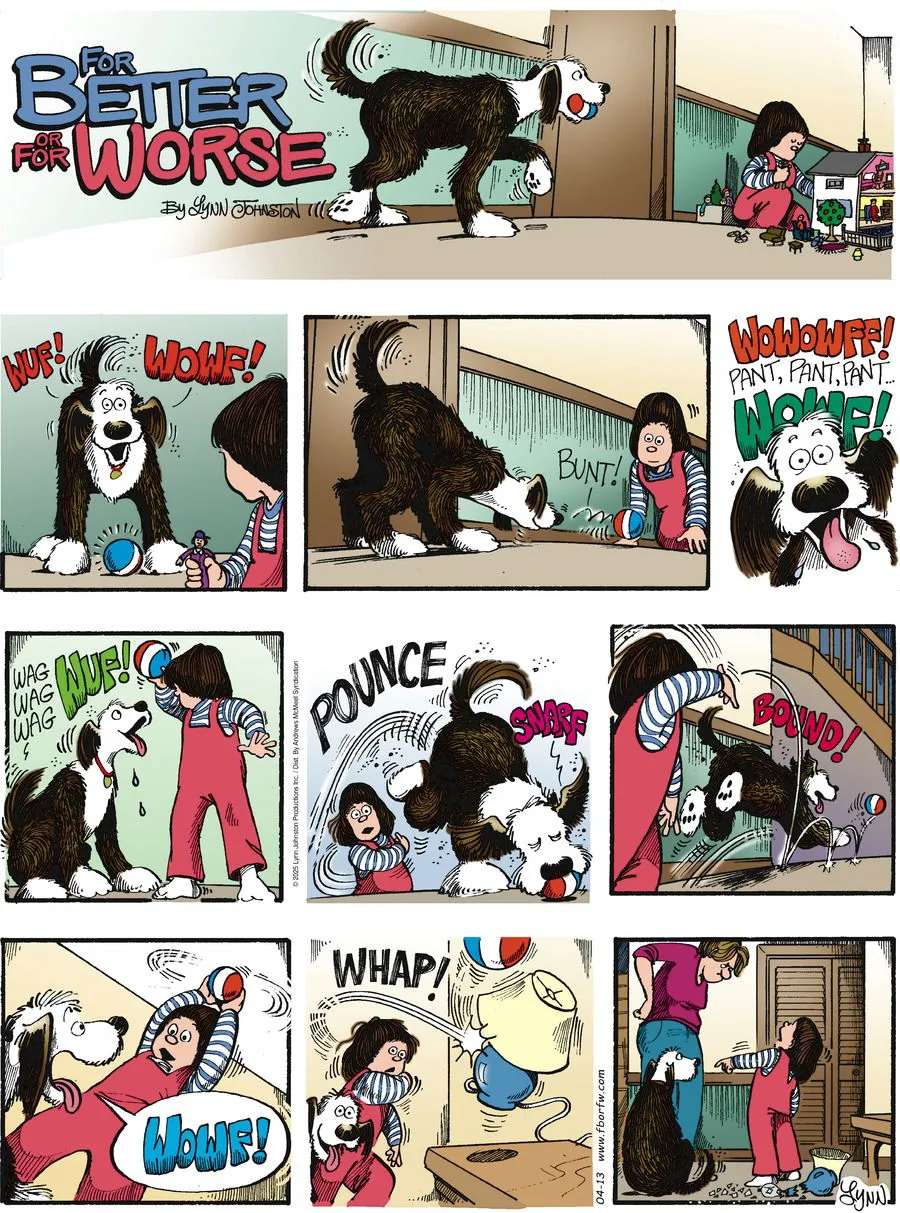 FOR
BETTER
OR
FOR WORSE
BY LYNN JOHNSTON
WUF!
WOWF!
BUNT!
WOWOWFF!
PANT, PANT, PANT...
WOWF!
WAG
WAG
WAG
WUF!
© 2025 Lynn Johnston Productions Inc. / Dist. By Andrews McMeel Syndication
POUNCE
SNARF
BOUND!
WOWF!
WHAP!
04-13 www.fborfw.com
LYNN